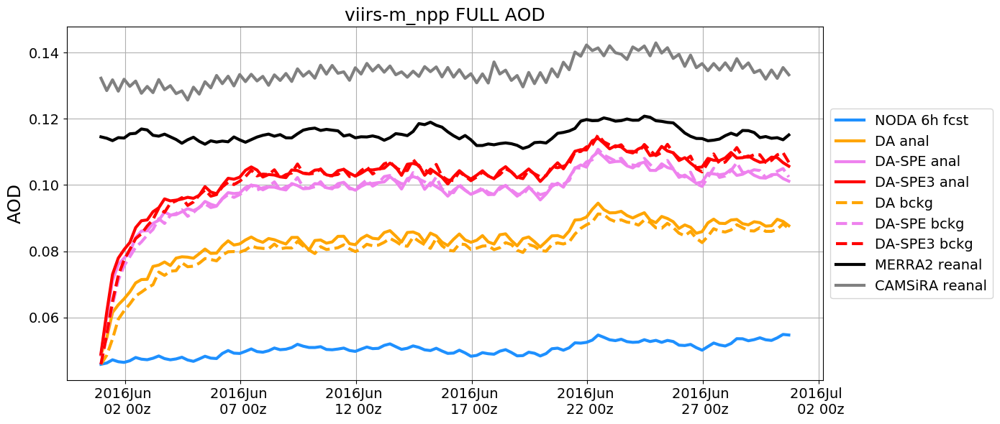 viirs-m_npp FULL AOD
AOD
0.14
0.12
0.10
0.08
0.06
2016Jun
02 00z
2016Jun
07 00z
2016Jun
12 00z
2016Jun
17 00z
2016Jun
22 00z
2016Jun
27 00z
2016Jul
02 00z
NODA 6h fcst
DA anal
DA-SPE anal
DA-SPE3 anal
DA bckg
DA-SPE bckg
DA-SPE3 bckg
MERRA2 reanal
CAMSiRA reanal